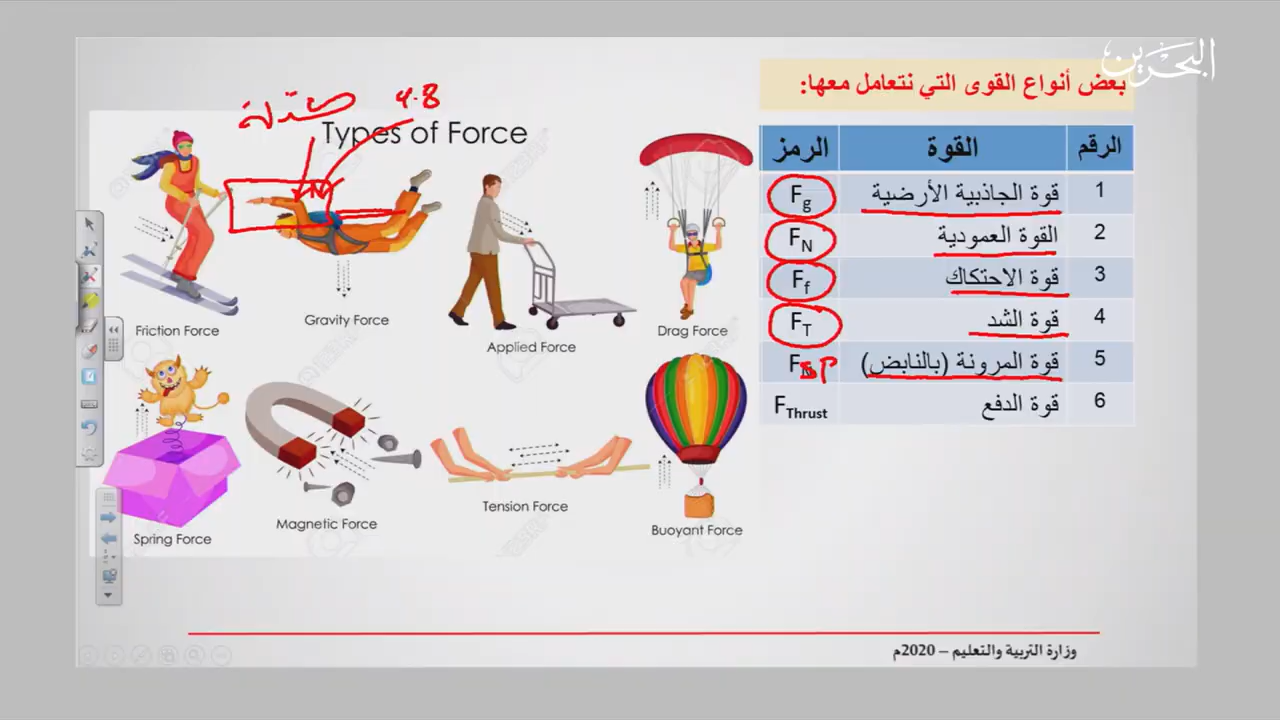 البحرين
بعض أنواع القوى التي نتعامل معها:
الرقم القوة الرمز
1 قوة الجاذبية الأرضية Fg
2 القوة العمودية FN
3 قوة الاحتكاك Ff
4 قوة الشد FT
5 قوة المرونة (بالنابض) Fsp
6 قوة الدفع FThrust
9.8
Types of Force
Friction Force
Gravity Force
Applied Force
Drag Force
Spring Force
Magnetic Force
Tension Force
Buoyant Force
وزارة التربية والتعليم – 2020م